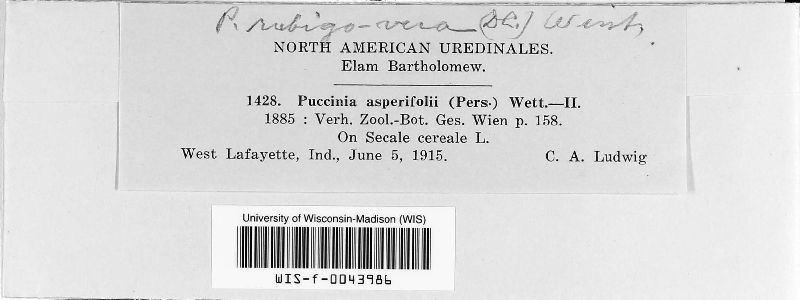 P. rubigo-vera (DC.) Wint.
NORTH AMERICAN UREDINALES.
Elam Bartholomew.
1428. Puccinia asperifolii (Pers.) Wett.—II.
1885 : Verh. Zool.-Bot. Ges. Wien p. 158.
On Secale cereale L.
West Lafayette, Ind., June 5, 1915. C. A. Ludwig
University of Wisconsin-Madison (WIS)
WIS-f-0043986